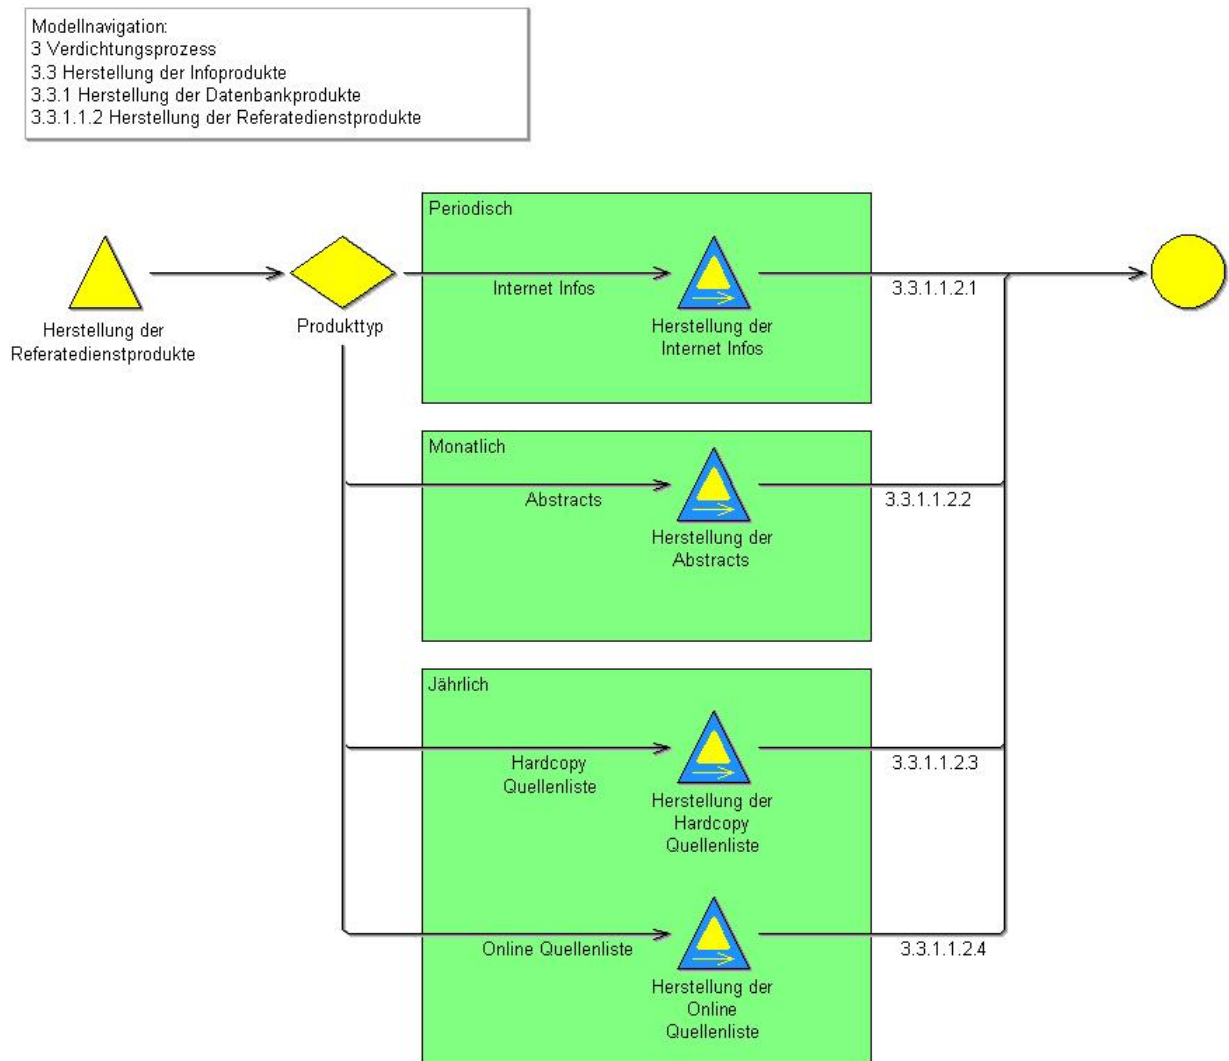 Modellnavigation:
3 Verdichtungsprozess
3.3 Herstellung der Infoprodukte
3.3.1 Herstellung der Datenbankprodukte
3.3.1.1.2 Herstellung der Referatedienstprodukte
Periodisch
Herstellung der
Referatedienstprodukte
Produkttyp
Internet Infos
Herstellung der
Internet Infos
3.3.1.1.2.1
Monatlich
Abstracts
Herstellung der
Abstracts
3.3.1.1.2.2
Jährlich
Hardcopy
Quellenliste
Herstellung der
Hardcopy
Quellenliste
3.3.1.1.2.3
Online Quellenliste
Herstellung der
Online
Quellenliste
3.3.1.1.2.4